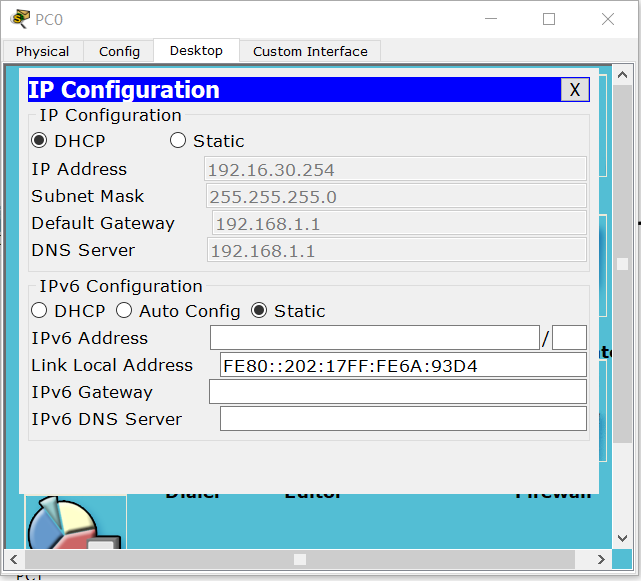 PC0
Physical Config Desktop Custom Interface
IP Configuration X
IP Configuration
DHCP Static
IP Address 192.16.30.254
Subnet Mask 255.255.255.0
Default Gateway 192.168.1.1
DNS Server 192.168.1.1
IPv6 Configuration
DHCP Auto Config Static
IPv6 Address /
Link Local Address FE80::202:17FF:FE6A:93D4
IPv6 Gateway
IPv6 DNS Server
Dialer Editor Firewall
PC1